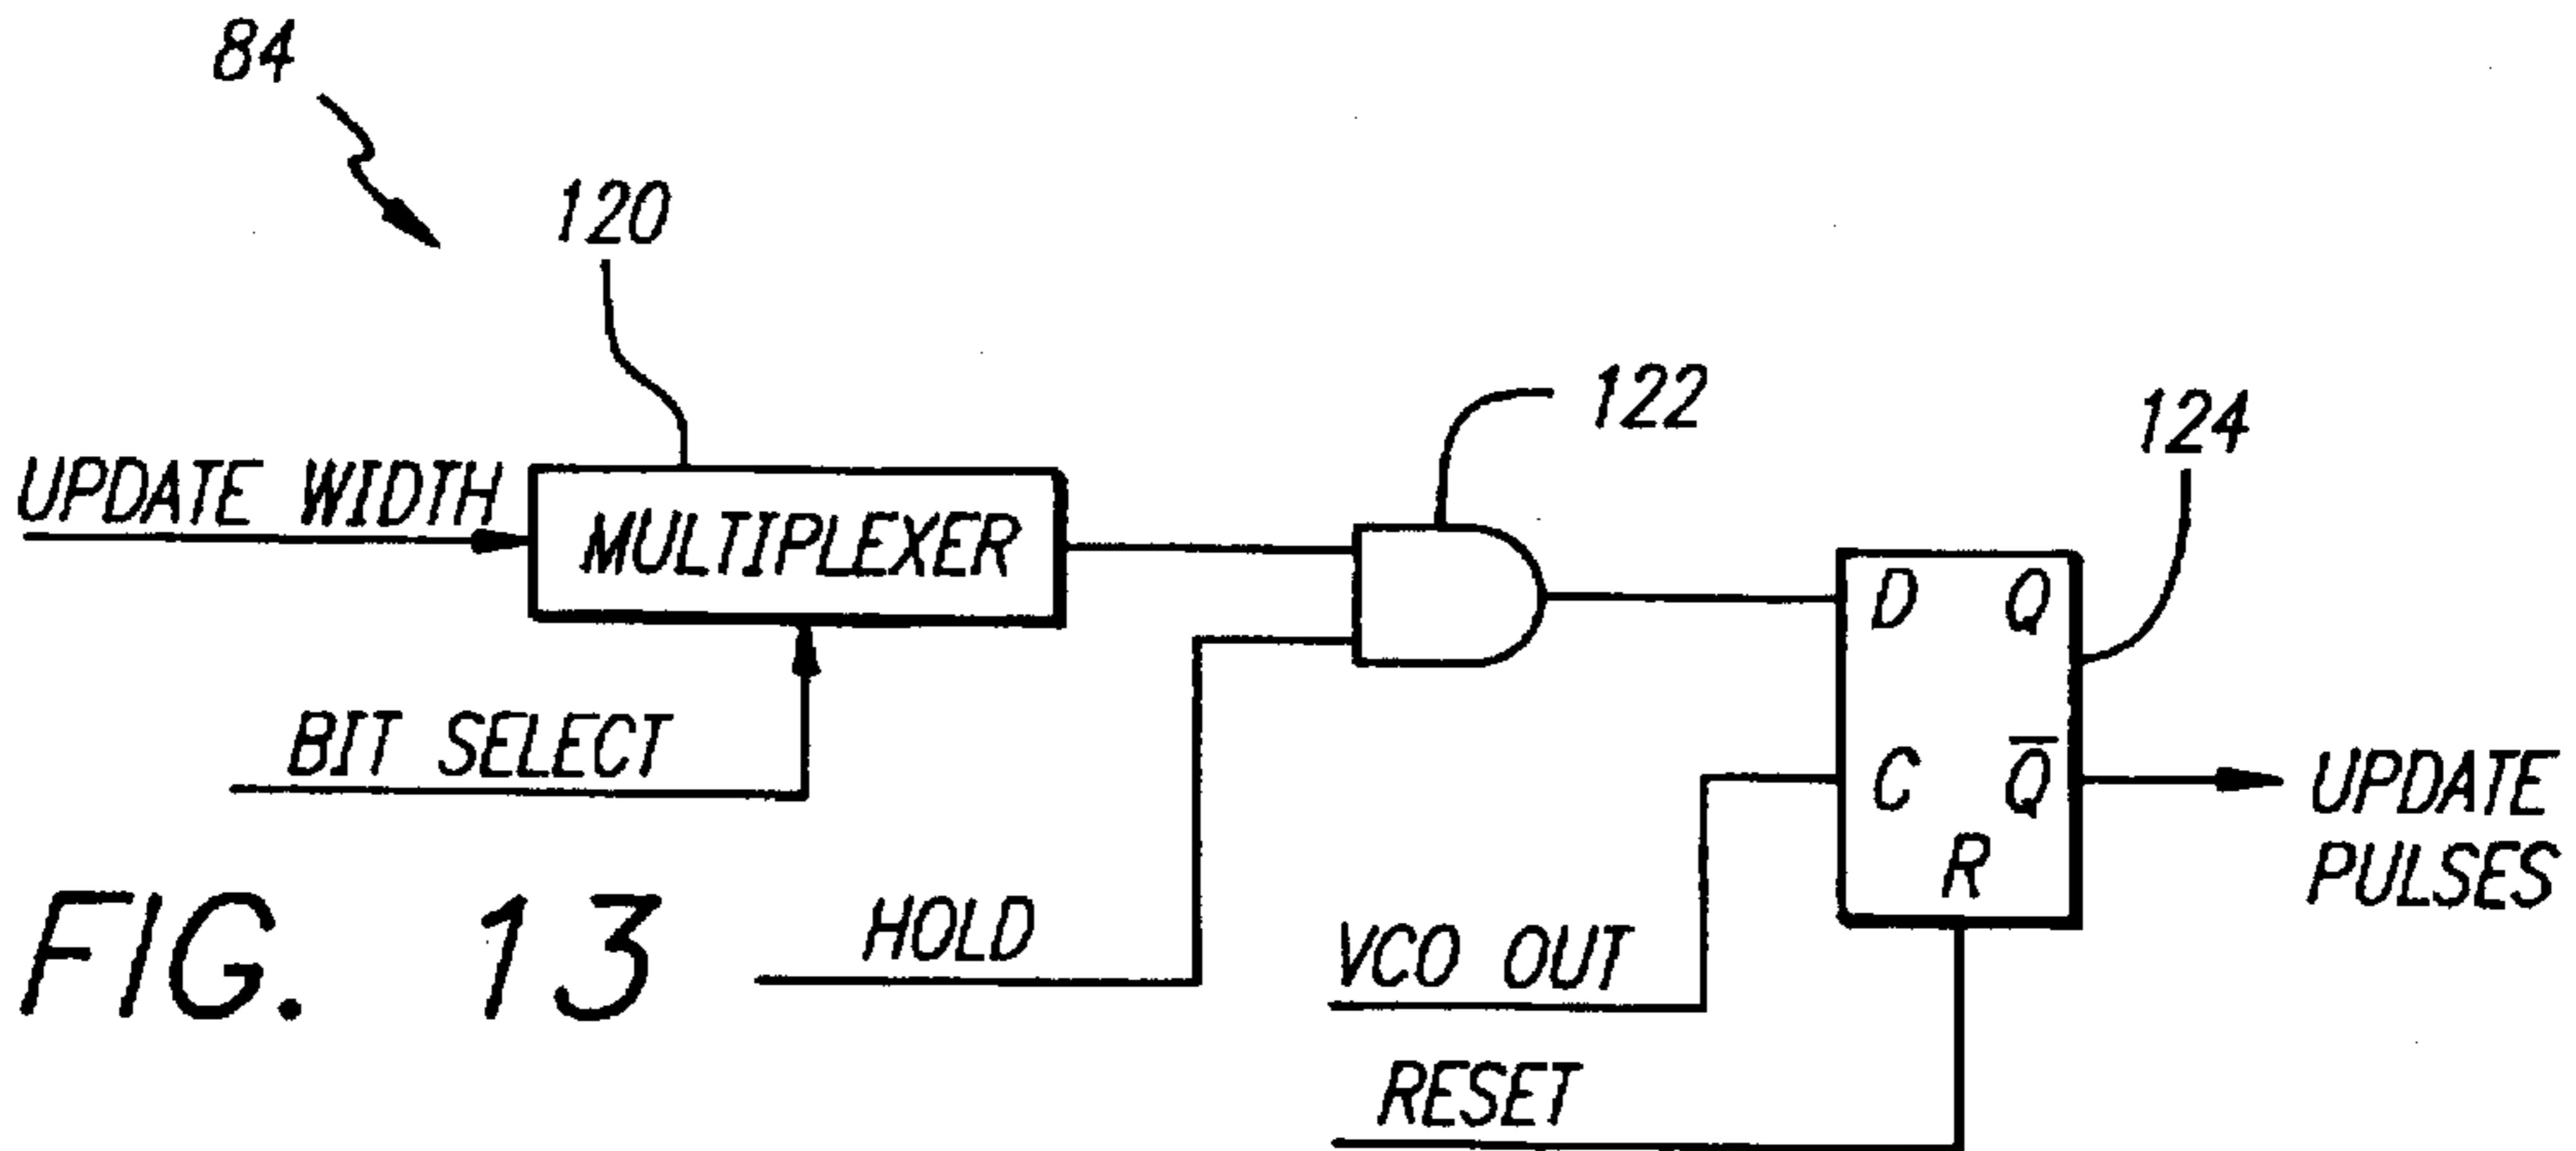 84
120
122
124
UPDATE WIDTH
MULTIPLEXER
D Q
BIT SELECT
C Q̅
UPDATE
PULSES
R
HOLD
VCO OUT
RESET
FIG. 13